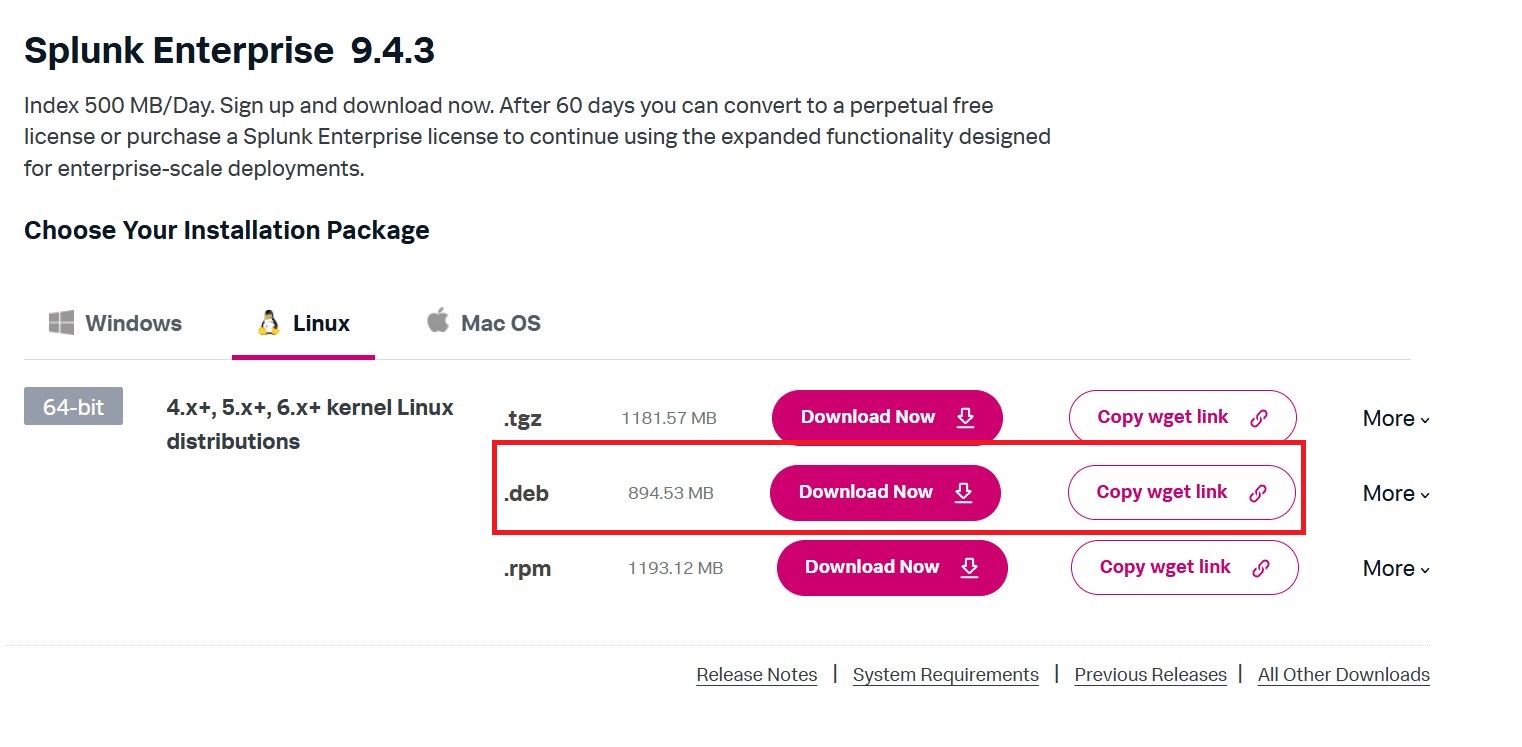 Splunk Enterprise 9.4.3
Index 500 MB/Day. Sign up and download now. After 60 days you can convert to a perpetual free
license or purchase a Splunk Enterprise license to continue using the expanded functionality designed
for enterprise-scale deployments.
Choose Your Installation Package
Windows Linux Mac OS
64-bit 4.x+, 5.x+, 6.x+ kernel Linux
distributions
.tgz 1181.57 MB Download Now Copy wget link More
.deb 894.53 MB Download Now Copy wget link More
.rpm 1193.12 MB Download Now Copy wget link More
Release Notes | System Requirements | Previous Releases | All Other Downloads